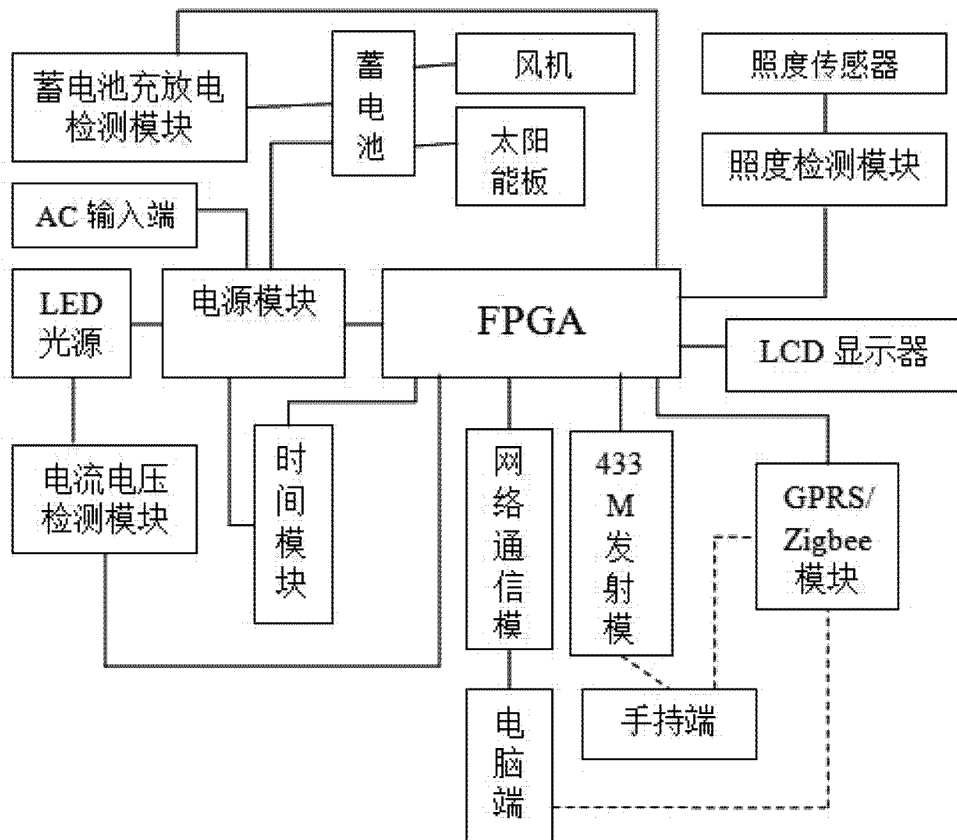 蓄电池充放电
检测模块
蓄
电
池
风机
太阳
能板
照度传感器
照度检测模块
AC 输入端
LED
光源
电源模块
FPGA
LCD 显示器
电流电压
检测模块
时
间
模
块
网
络
通
信
模
433
M
发
射
模
GPRS/
Zigbee
模块
手持端
电
脑
端